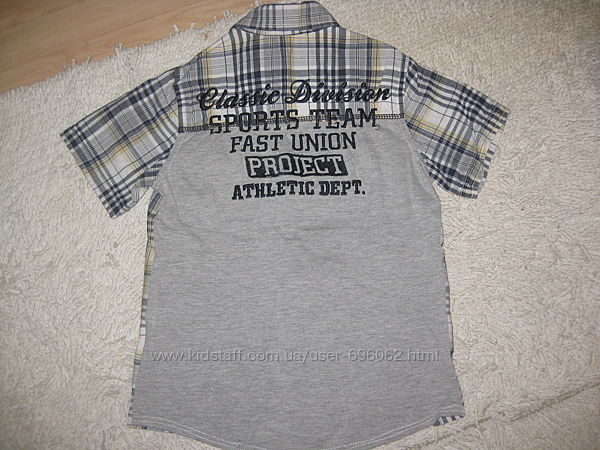 Classic Division
SPORTS TEAM
FAST UNION
PROJECT
ATHLETIC DEPT.
www.kidstaff.com.ua/user-696062.html